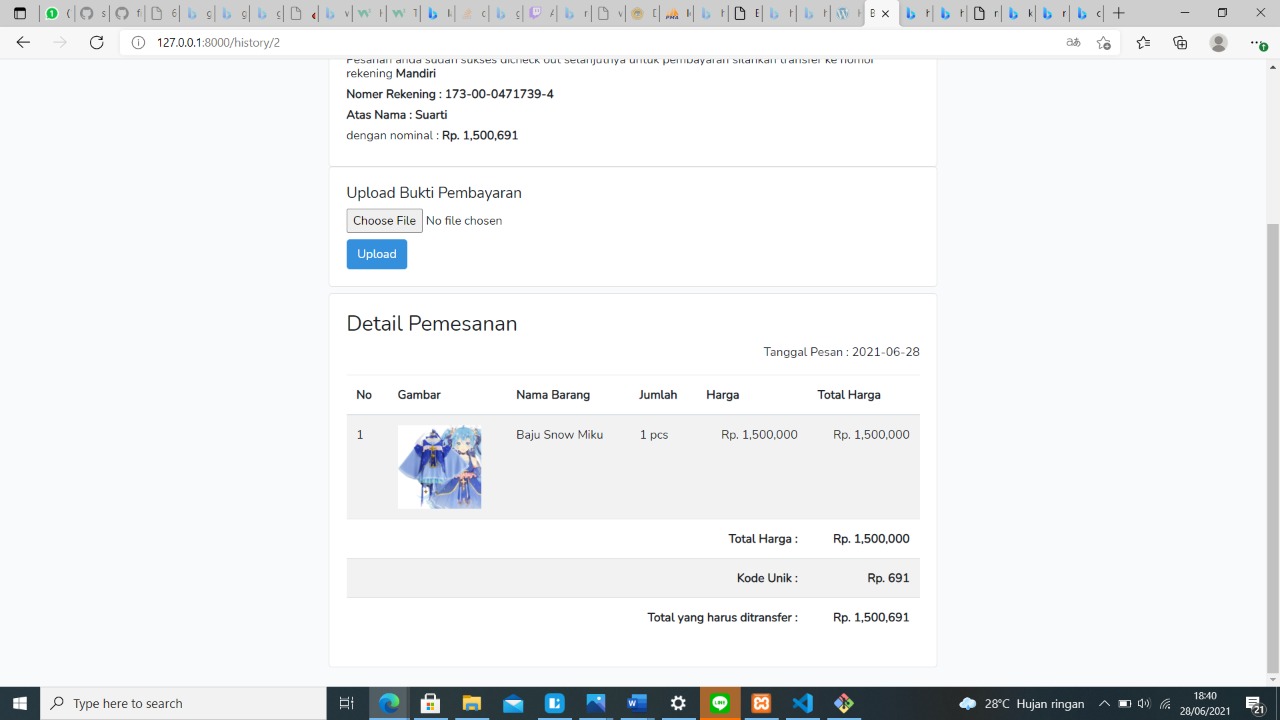 127.0.0.1:8000/history/2
Pesanan anda sudah sukses dicheck out selanjutnya untuk pembayaran silahkan transfer ke nomor
rekening Mandiri
Nomer Rekening : 173-00-0471739-4
Atas Nama : Suarti
dengan nominal : Rp. 1,500,691
Upload Bukti Pembayaran
Choose File No file chosen
Upload
Detail Pemesanan
Tanggal Pesan : 2021-06-28
No Gambar Nama Barang Jumlah Harga Total Harga
1 Baju Snow Miku 1 pcs Rp. 1,500,000 Rp. 1,500,000
Total Harga : Rp. 1,500,000
Kode Unik : Rp. 691
Total yang harus ditransfer : Rp. 1,500,691
Type here to search
28°C Hujan ringan
18:40
28/06/2021
21